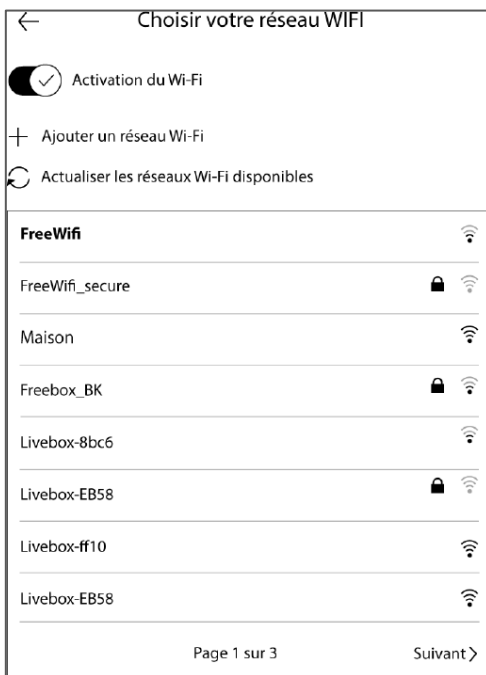 Choisir votre réseau WIFI
Activation du Wi-Fi
Ajouter un réseau Wi-Fi
Actualiser les réseaux Wi-Fi disponibles
FreeWifi
FreeWifi_secure
Maison
Freebox_BK
Livebox-8bc6
Livebox-EB58
Livebox-ff10
Livebox-EB58
Page 1 sur 3 Suivant